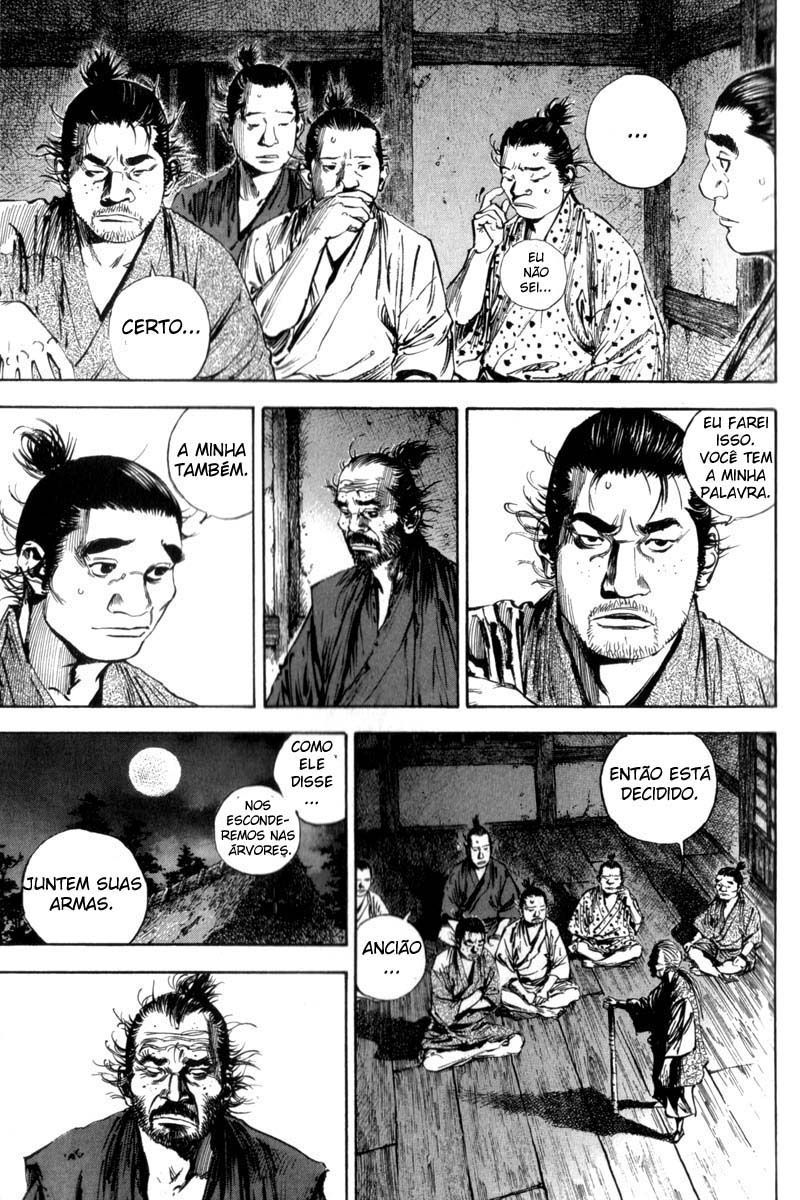 ...
EU
NÃO
SEI...
CERTO...
EU FAREI
ISSO.
VOCÊ TEM
A MINHA
PALAVRA.
A MINHA
TAMBÉM.
ENTÃO ESTÁ
DECIDIDO.
ANCIÃO
...
COMO
ELE
DISSE
...
NOS
ESCONDE-
REMOS NAS
ÁRVORES.
JUNTEM SUAS
ARMAS.